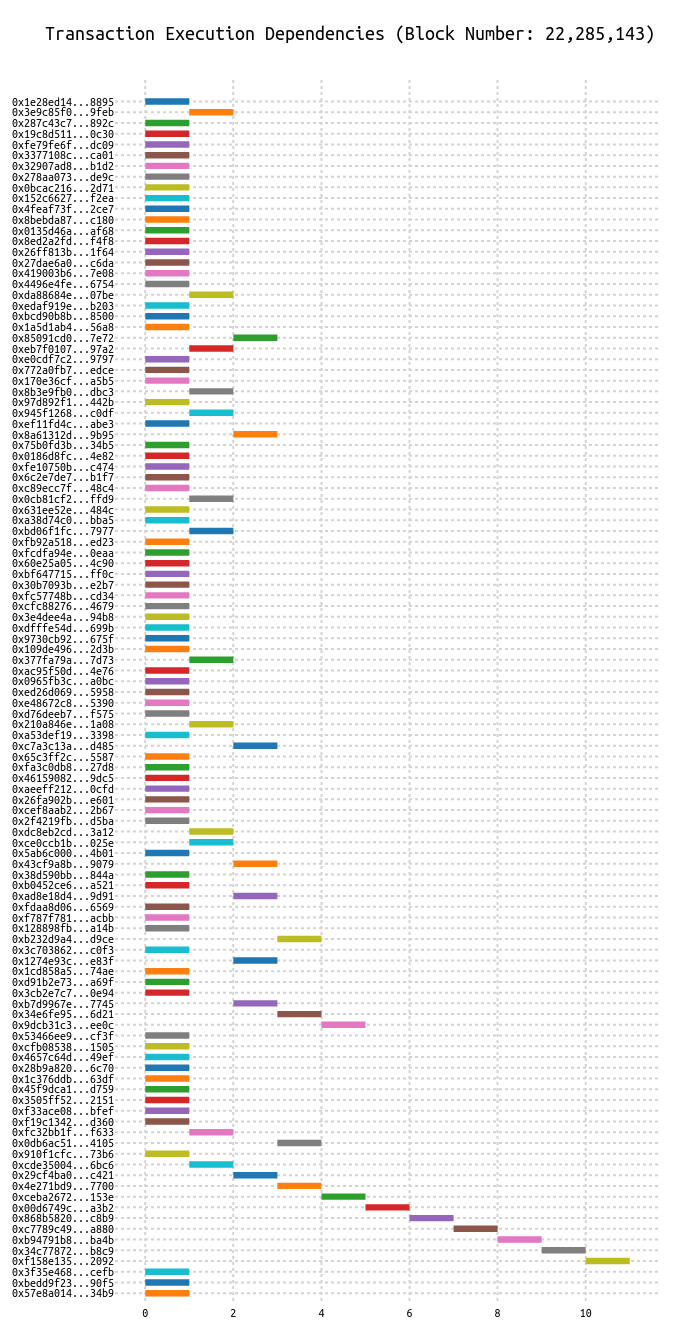 Transaction Execution Dependencies (Block Number: 22,285,143)
0x1e28ed14...8895
0x3e9c85f0...9feb
0x287c43c7...892c
0x19c8d511...0c30
0xfe79fe6f...dc09
0x3377108c...ca01
0x32907ad8...b1d2
0x278aa073...de9c
0x0bcac216...2d71
0x152c6627...f2ea
0x4feaf73f...2ce7
0x8bebda87...c180
0x0135d46a...af68
0x8ed2a2fd...f4f8
0x26ff813b...1f64
0x27dae6a0...c6da
0x419003b6...7e08
0x4496e4fe...6754
0xda88684e...07be
0xedaf919e...b203
0xbcd90b8b...8500
0x1a5d1ab4...56a8
0x85091cd0...7e72
0xeb7f0107...97a2
0xe0cdf7c2...9797
0x772a0fb7...edce
0x170e36cf...a5b5
0x8b3e9fb0...dbc3
0x97d892f1...442b
0x945f1268...c0df
0xef11fd4c...abe3
0x8a61312d...9b95
0x75b0fd3b...34b5
0x0186d8fc...4e82
0xfe10750b...c474
0x6c2e7de7...b1f7
0xc89ecc7f...48c4
0x0cb81cf2...ffd9
0x631ee52e...484c
0xa38d74c0...bba5
0xbd06f1fc...7977
0xfb92a518...ed23
0xfcdfa94e...0eaa
0x60e25a05...4c90
0xbf647715...ff0c
0x30b7093b...e2b7
0xfc57748b...cd34
0xcfc88276...4679
0x3e4dee4a...94b8
0xdfffe54d...699b
0x9730cb92...675f
0x109de496...2d3b
0x377fa79a...7d73
0xac95f50d...4e76
0x0965fb3c...a0bc
0xed26d069...5958
0xe48672c8...5390
0xd76deeb7...f575
0x210a846e...1a08
0xa53def19...3398
0xc7a3c13a...d485
0x65c3ff2c...5587
0xfa3c0db8...27d8
0x46159082...9dc5
0xaeeff212...0cfd
0x26fa902b...e601
0xcef8aab2...2b67
0x2f4219fb...d5ba
0xdc8eb2cd...3a12
0xce0ccb1b...025e
0x5ab6c000...4b01
0x43cf9a8b...9079
0x38d590bb...844a
0xb0452ce6...a521
0xad8e18d4...9d91
0xfdaa8d06...6569
0xf787f781...acbb
0x128898fb...a14b
0xb232d9a4...d9ce
0x3c703862...c0f3
0x1274e93c...e83f
0x1cd858a5...74ae
0xd91b2e73...a69f
0x3cb2e7c7...0e94
0xb7d9967e...7745
0x34e6fe95...6d21
0x9dcb31c3...ee0c
0x53466ee9...cf3f
0xcfb08538...1505
0x4657c64d...49ef
0x28b9a820...6c70
0x1c376ddb...63df
0x45f9dca1...d759
0x3505ff52...2151
0xf33ace08...bfef
0xf19c1342...d360
0xfc32bb1f...f633
0x0db6ac51...4105
0x910f1cfc...73b6
0xcde35004...6bc6
0x29cf4ba0...c421
0x4e271bd9...7700
0xceba2672...153e
0x00d6749b...a3b2
0x868b5820...c8b9
0xc7789c49...a880
0xb94791b8...ba4b
0x34c77872...b8c9
0xf158e135...2092
0x3f35e468...cefb
0xbedd9f23...90f5
0x57e8a014...34b9
0 2 4 6 8 10